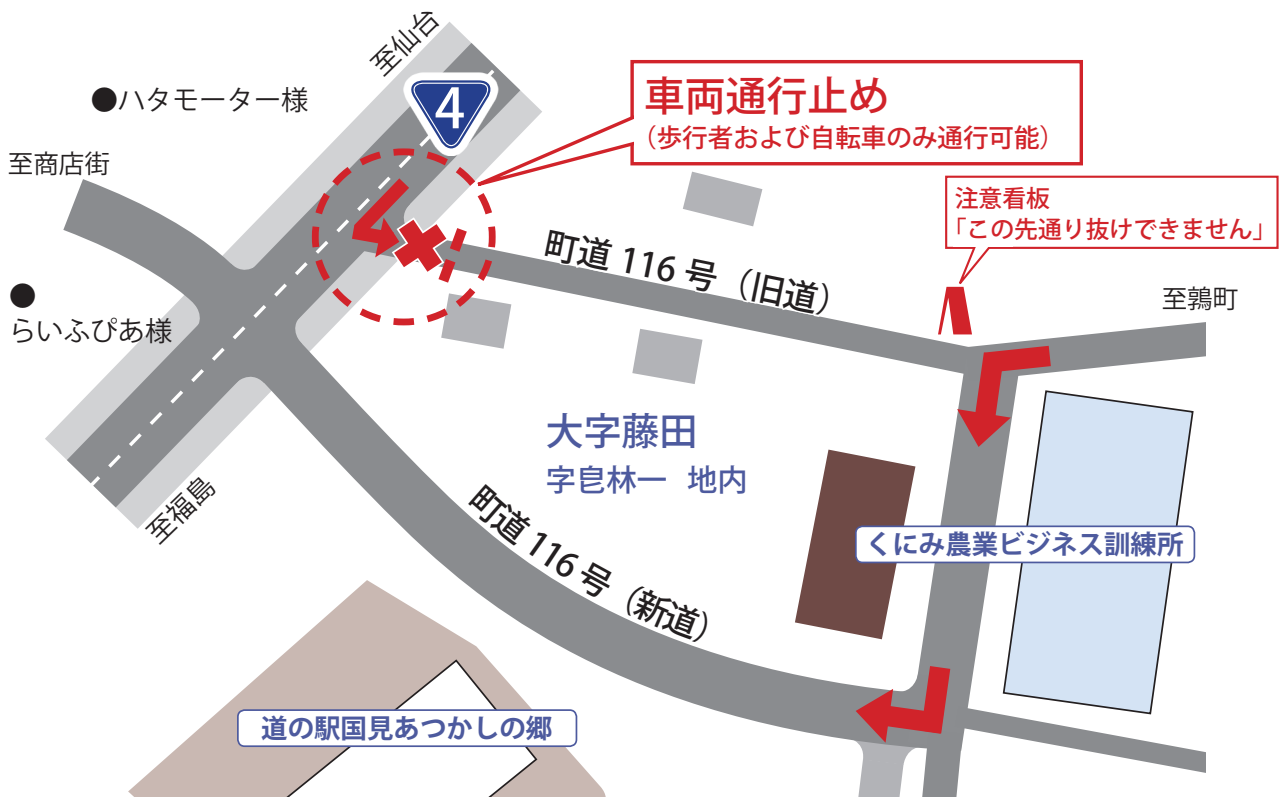 至仙台
4
●ハタモーター様
車両通行止め
（歩行者および自転車のみ通行可能）
至商店街
注意看板
「この先通り抜けできません」
町道 116 号（旧道）
至鶉町
●
らいふぴあ様
大字藤田
字皀林一 地内
至福島
町道 116 号（新道）
くにみ農業ビジネス訓練所
道の駅国見あつかしの郷